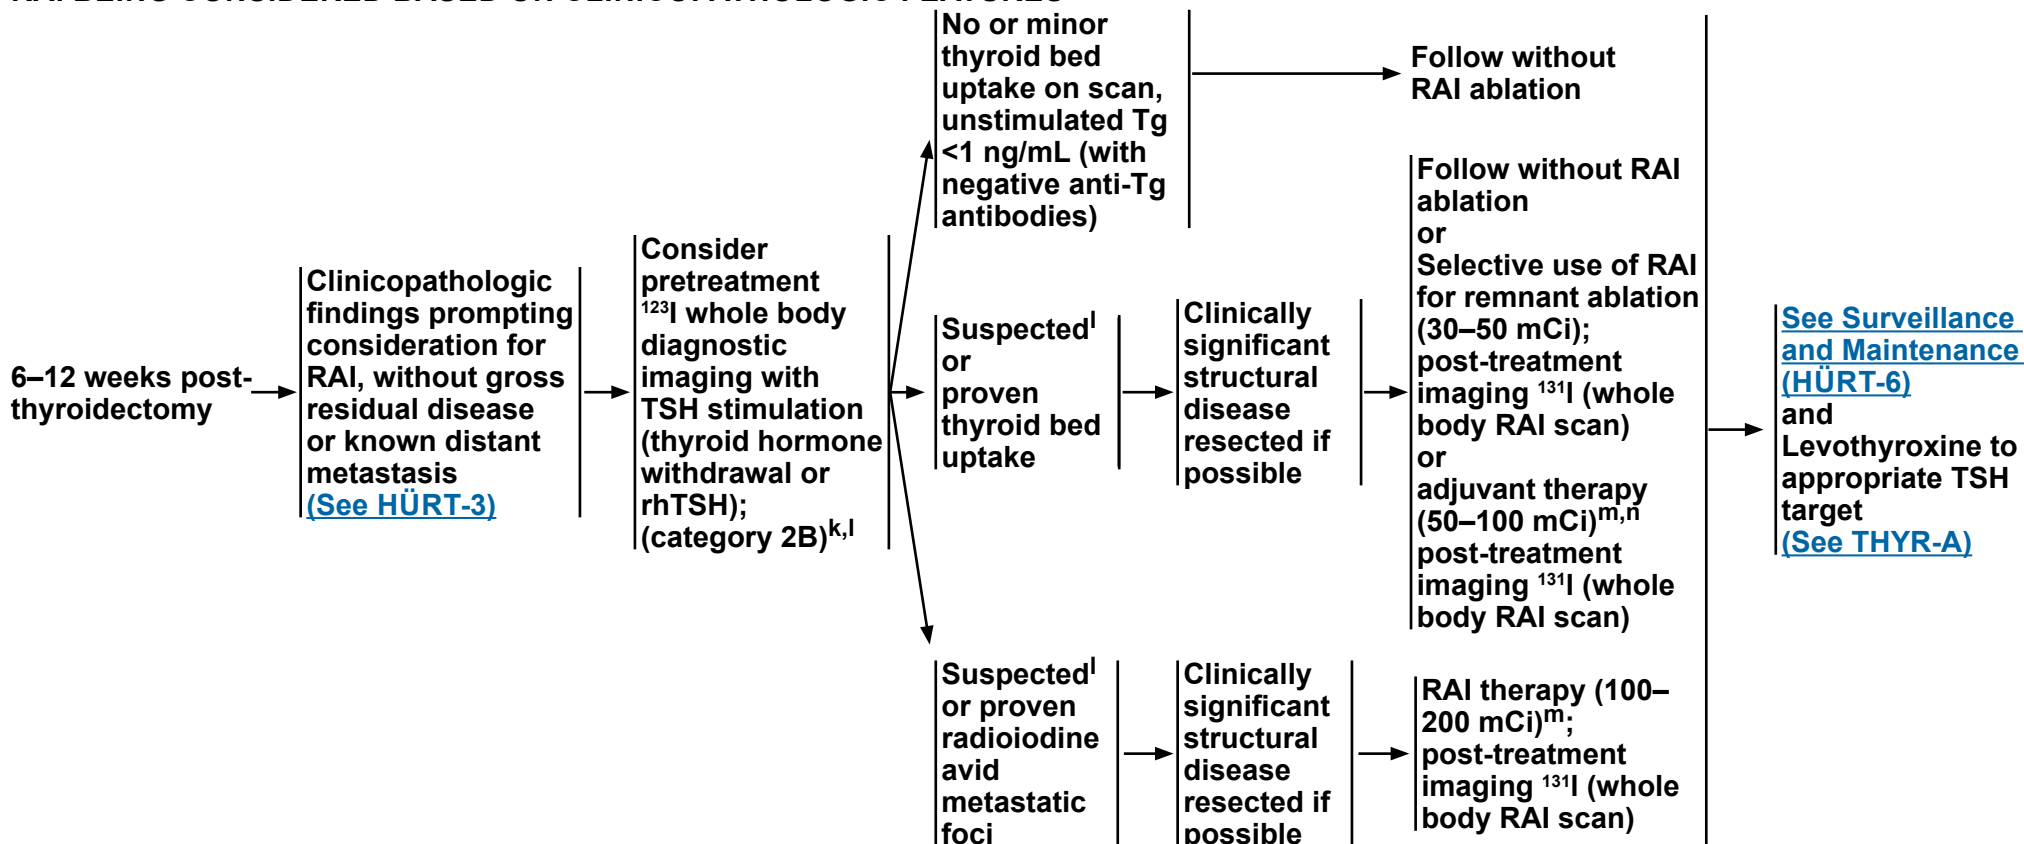 RAI BEING CONSIDERED BASED ON CLINICOPATHOLOGIC FEATURES
6–12 weeks post-
thyroidectomy
Clinicopathologic
findings prompting
consideration for
RAI, without gross
residual disease
or known distant
metastasis
(See HÜRT-3)
Consider
pretreatment
¹²³I whole body
diagnostic
imaging with
TSH stimulation
(thyroid hormone
withdrawal or
rhTSH);
(category 2B)k,l
No or minor
thyroid bed
uptake on scan,
unstimulated Tg
<1 ng/mL (with
negative anti-Tg
antibodies)
Follow without
RAI ablation
Suspectedl
or
proven
thyroid bed
uptake
Clinically
significant
structural
disease
resected if
possible
Follow without RAI
ablation
or
Selective use of RAI
for remnant ablation
(30–50 mCi);
post-treatment
imaging ¹³¹I (whole
body RAI scan)
or
adjuvant therapy
(50–100 mCi)m,n
post-treatment
imaging ¹³¹I (whole
body RAI scan)
Suspectedl
or proven
radioiodine
avid
metastatic
foci
Clinically
significant
structural
disease
resected if
possible
RAI therapy (100–
200 mCi)m;
post-treatment
imaging ¹³¹I (whole
body RAI scan)
See Surveillance
and Maintenance
(HÜRT-6)
and
Levothyroxine to
appropriate TSH
target
(See THYR-A)